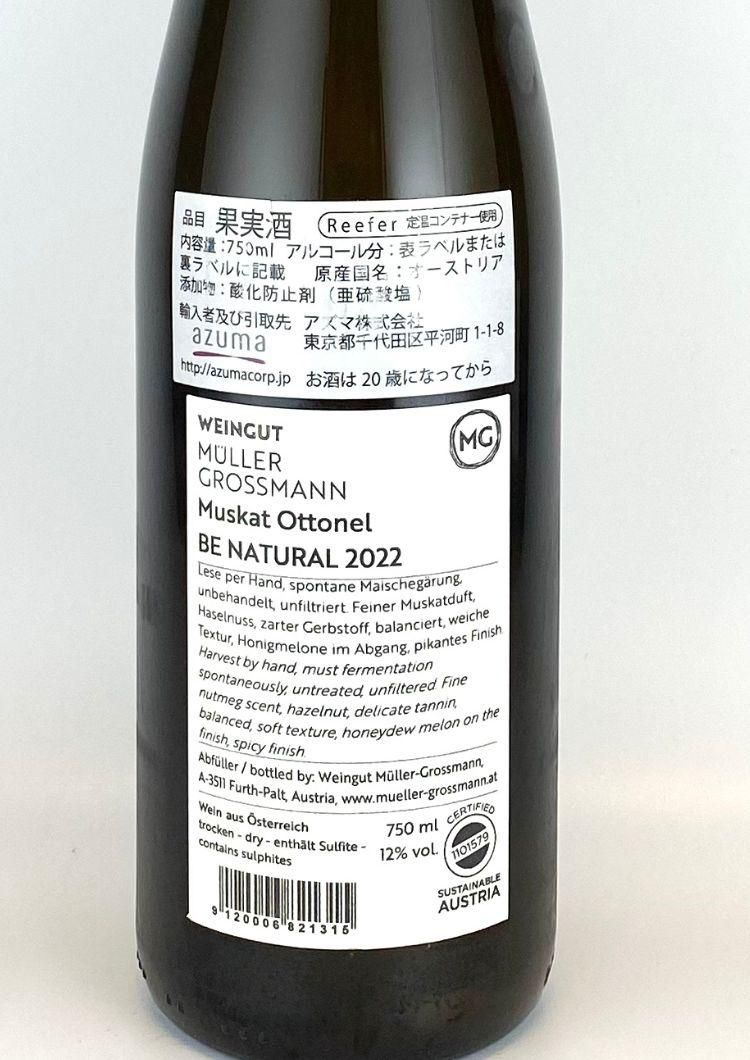 品目 果実酒 Reefer 定温コンテナー使用
内容量:750ml アルコール分:表ラベルまたは
裏ラベルに記載 原産国名:オーストリア
添加物:酸化防止剤(亜硫酸塩)
輸入者及び引取先 アズマ株式会社
azuma 東京都千代田区平河町 1-1-8
http://azumacorp.jp お酒は 20 歳になってから
WEINGUT
MG
MÜLLER
GROSSMANN
Muskat Ottonel
BE NATURAL 2022
Lese per Hand, spontane Maischegärung,
unbehandelt, unfiltriert. Feiner Muskatduft,
Haselnuss, zarter Gerbstoff, balanciert, weiche
Textur, Honigmelone im Abgang, pikantes Finish.
Harvest by hand, must fermentation
spontaneously, untreated, unfiltered. Fine
nutmeg scent, hazelnut, delicate tannin,
balanced, soft texture, honeydew melon on the
finish, spicy finish.
Abfüller / bottled by: Weingut Müller-Grossmann,
A-3511 Furth-Palt, Austria, www.mueller-grossmann.at
Wein aus Österreich
trocken - dry - enthält Sulfite -
contains sulphites
750 ml
12% vol.
CERTIFIED
1101579
SUSTAINABLE
AUSTRIA
9 120006 821315